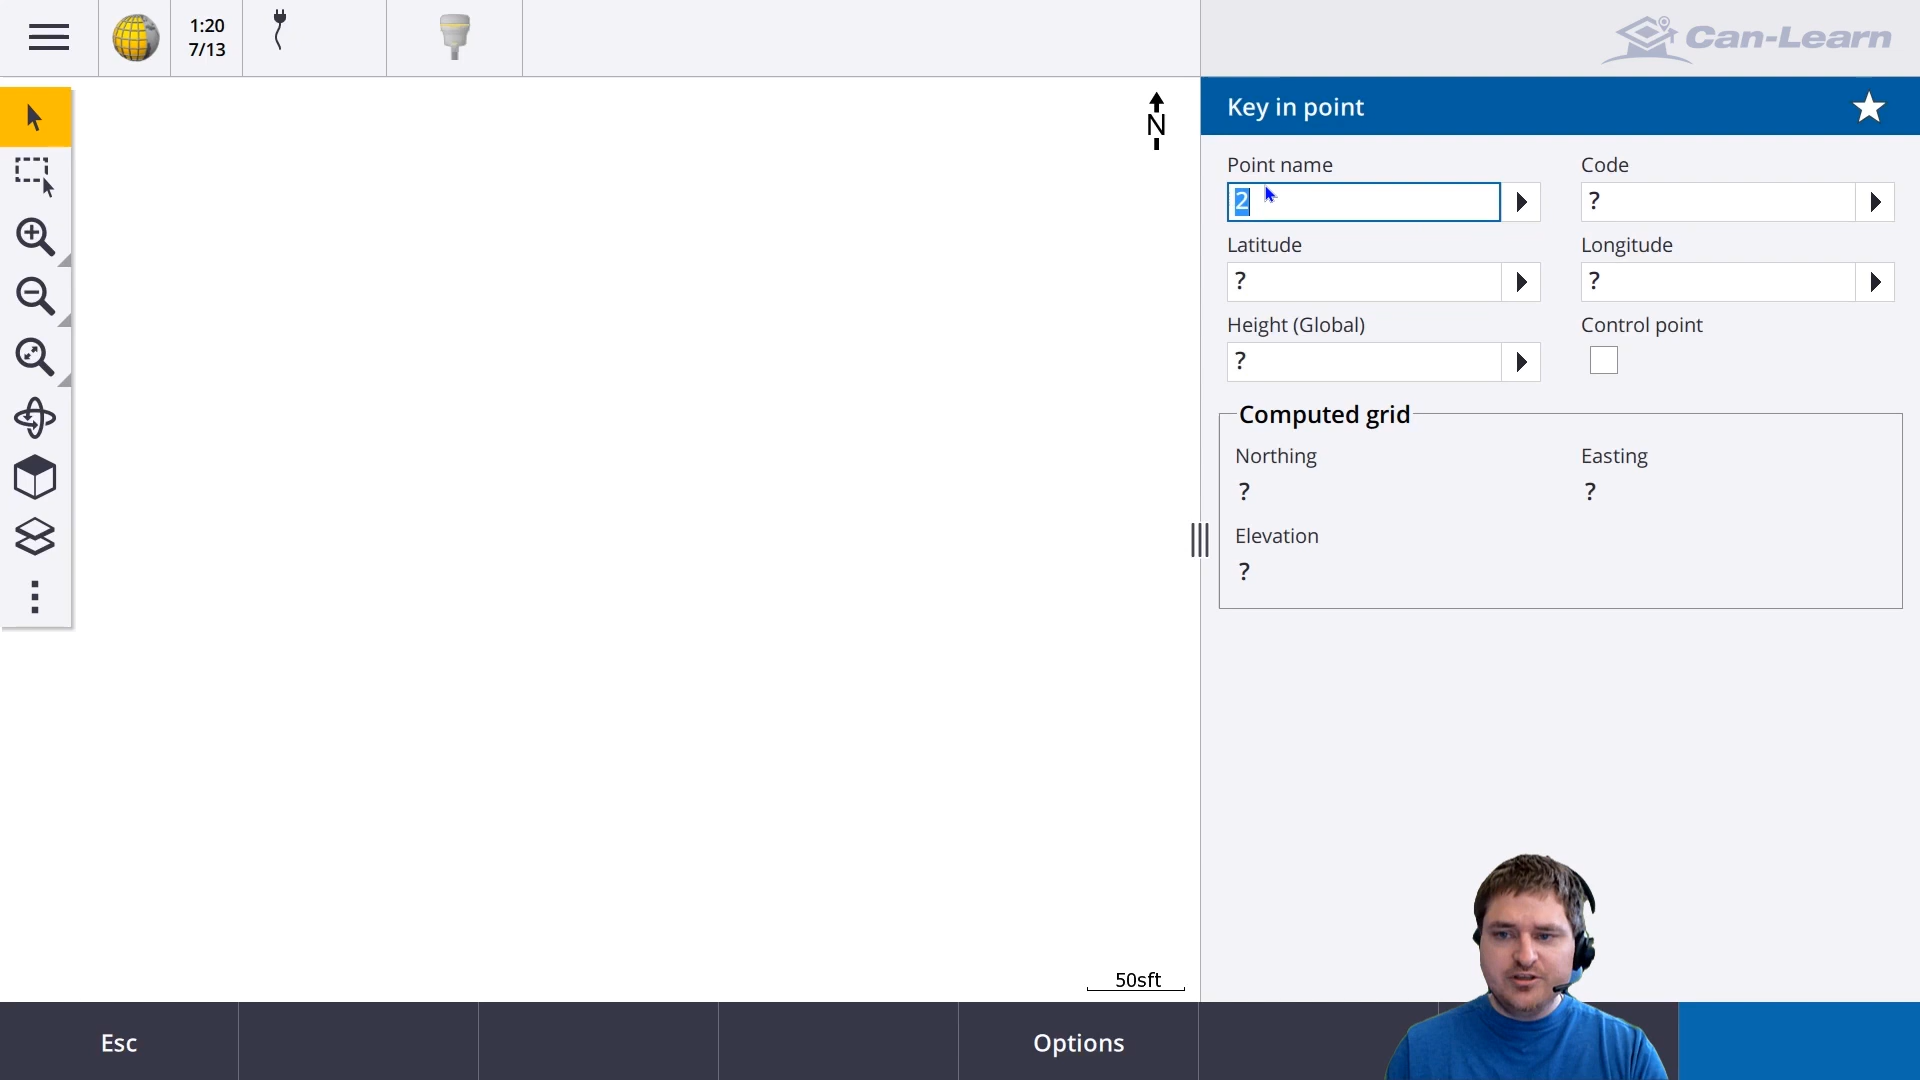 1:20
7/13
Can-Learn
N
Key in point
Point name
Code
2
?
Latitude
Longitude
?
?
Height (Global)
Control point
?
Computed grid
Northing
Easting
?
?
Elevation
?
50sft
Esc
Options